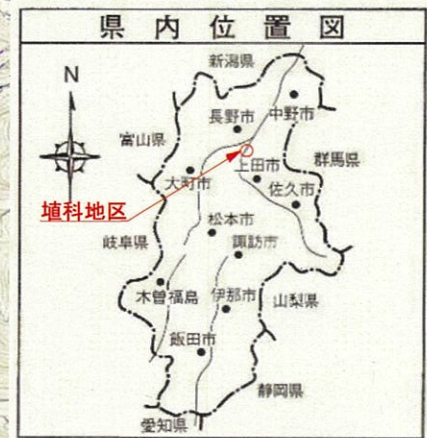 県内位置図
新潟県
N
長野市
中野市
富山県
群馬県
大町市
上田市
佐久市
埴科地区
松本市
岐阜県
諏訪市
木曽福島
伊那市
山梨県
飯田市
静岡県
愛知県